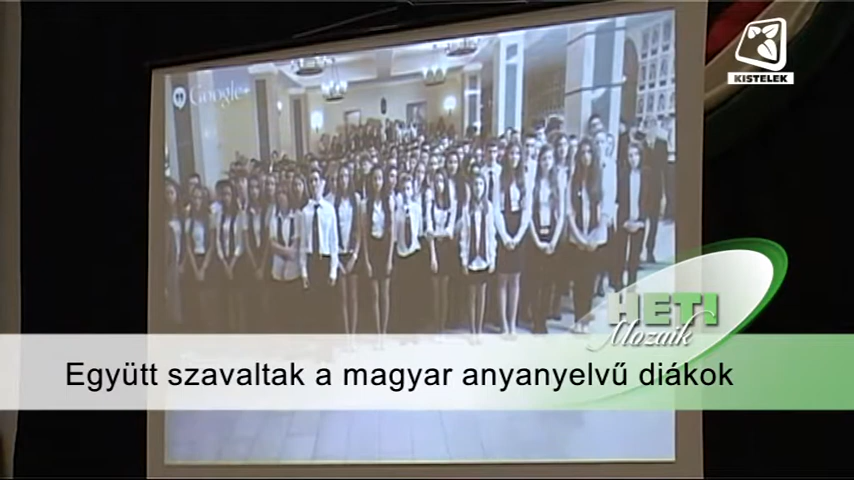 KISTELEK
Google+
HETI
Mozaik
Együtt szavaltak a magyar anyanyelvű diákok